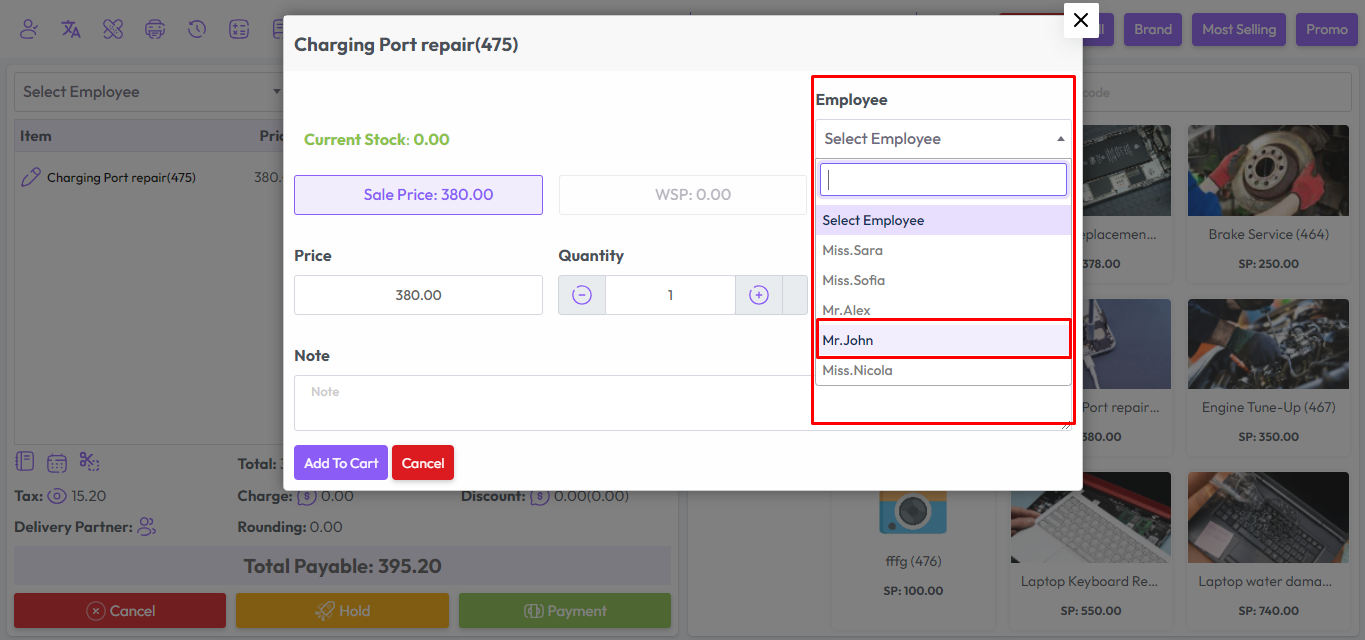 Brand
Most Selling
Promo
Charging Port repair(475)
Select Employee
Item
Charging Port repair(475)
380.
Current Stock: 0.00
Sale Price: 380.00
WSP: 0.00
Price
Quantity
380.00
1
Note
Note
Add To Cart
Cancel
Employee
Select Employee
Select Employee
Miss.Sara
Miss.Sofia
Mr.Alex
Mr.John
Miss.Nicola
code
Brake Service (464)
378.00
SP: 250.00
Port repair...
Engine Tune-Up (467)
380.00
SP: 350.00
Total:
Tax: 15.20
Charge: 0.00
Discount: 0.00(0.00)
Delivery Partner:
Rounding: 0.00
Total Payable: 395.20
Cancel
Hold
Payment
fffg (476)
SP: 100.00
Laptop Keyboard Re...
SP: 550.00
Laptop water dama...
SP: 740.00